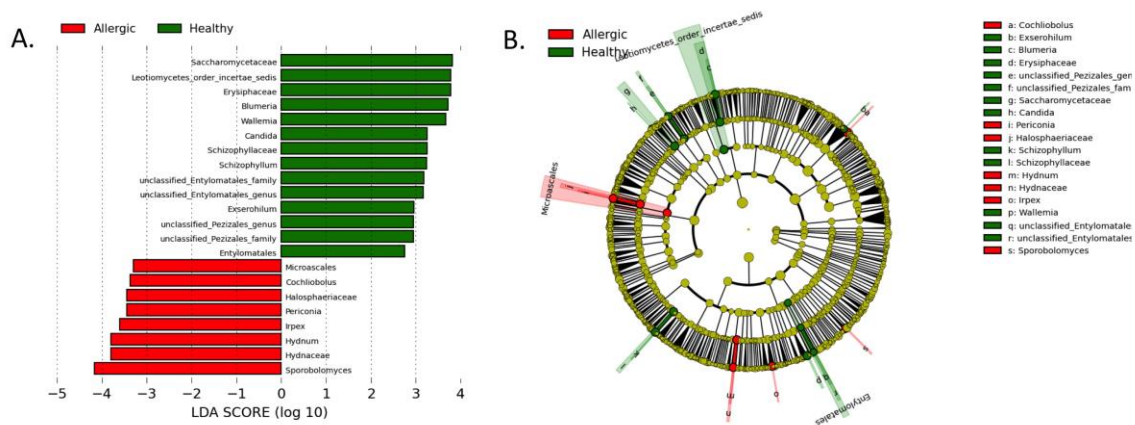 A.
Allergic Healthy
Saccharomycetaceae
Leotiomycetes_order_incertae_sedis
Erysiphaceae
Blumeria
Wallemia
Candida
Schizophyllaceae
Schizophyllum
unclassified_Entylomatales_family
unclassified_Entylomatales_genus
Exserohilum
unclassified_Pezizales_genus
unclassified_Pezizales_family
Entylomatales
Microascales
Cochliobolus
Halosphaeriaceae
Periconia
Irpex
Hydnum
Hydnaceae
Sporobolomyces
−5 −4 −3 −2 −1 0 1 2 3 4
LDA SCORE (log 10)
B.
Allergic
Healthy
Leotiomycetes_order_incertae_sedis
d
c
Microascales
Entylomatales
m
n
o
p
s
a: Cochliobolus
b: Exserohilum
c: Blumeria
d: Erysiphaceae
e: unclassified_Pezizales_gen
f: unclassified_Pezizales_fam
g: Saccharomycetaceae
h: Candida
i: Periconia
j: Halosphaeriaceae
k: Schizophyllum
l: Schizophyllaceae
m: Hydnum
n: Hydnaceae
o: Irpex
p: Wallemia
q: unclassified_Entylomatales
r: unclassified_Entylomatales
s: Sporobolomyces